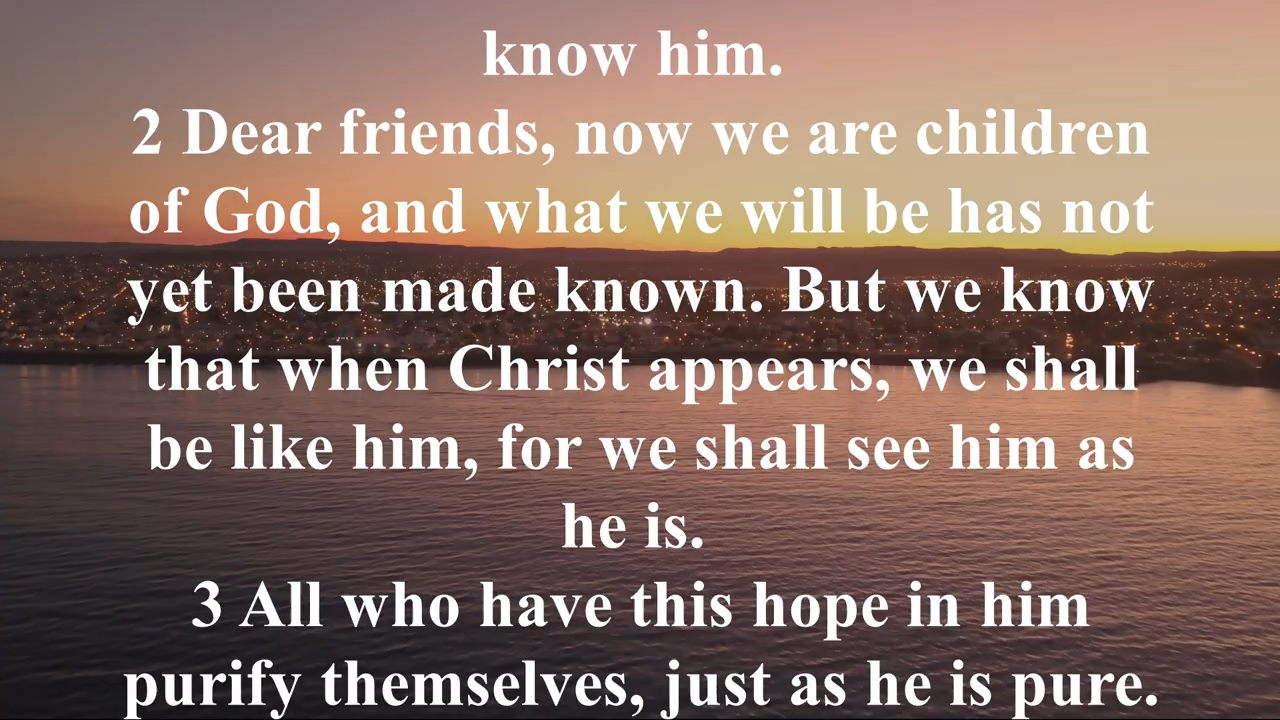 know him.
2 Dear friends, now we are children
of God, and what we will be has not
yet been made known. But we know
that when Christ appears, we shall
be like him, for we shall see him as
he is.
3 All who have this hope in him
purify themselves, just as he is pure.